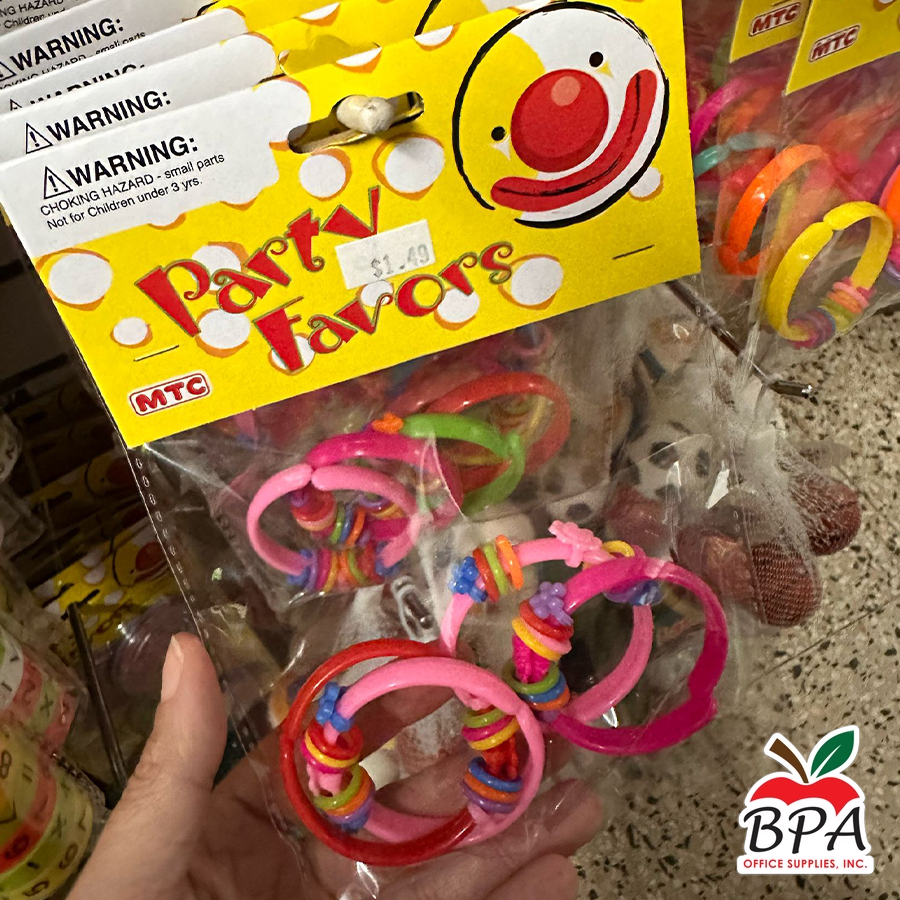 WARNING:
WARNING:
WARNING:
CHOKING HAZARD - small parts
Not for Children under 3 yrs.
Party
$1.49
Favors
MTC
MTC
MTC
BPA
OFFICE SUPPLIES, INC.